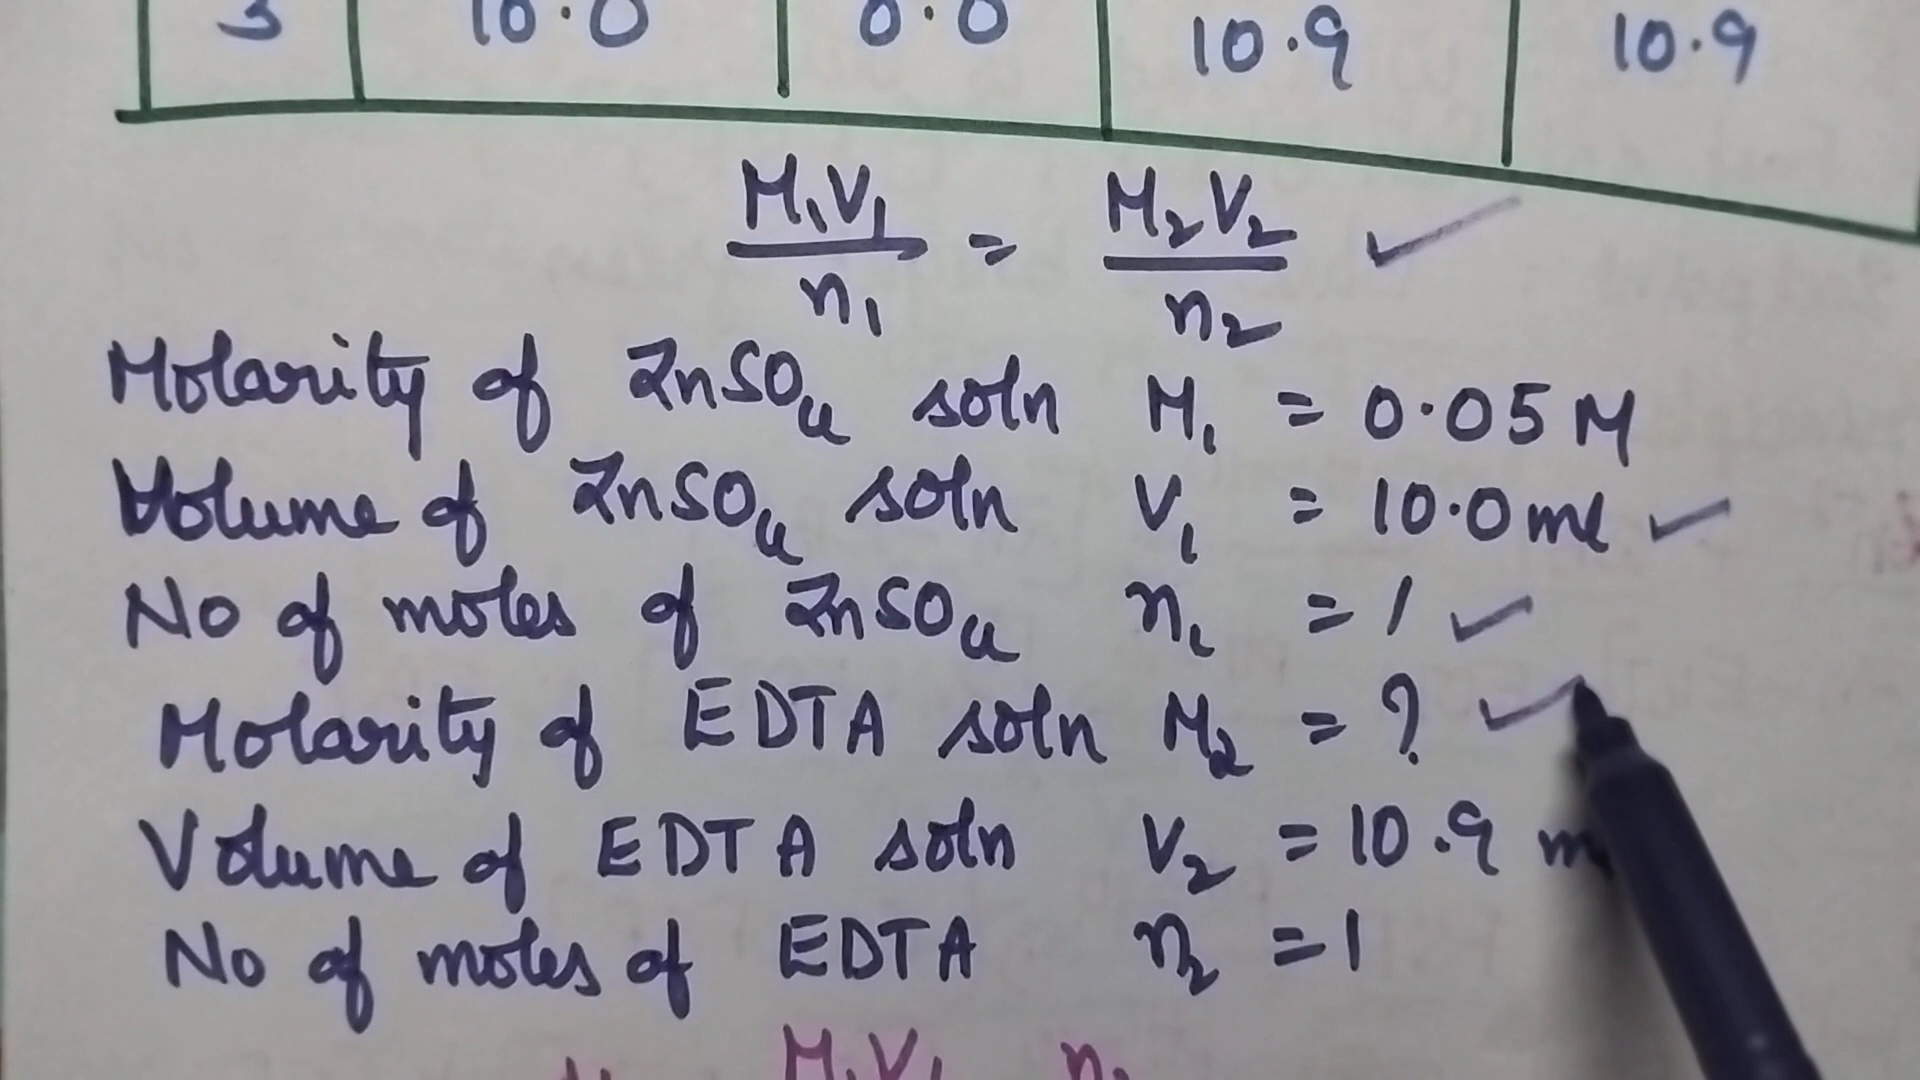 3 10.0 0.0 10.9 10.9
M₁V₁ / n₁ = M₂V₂ / n₂ ✓
Molarity of ZnSO₄ soln M₁ = 0.05 M
Volume of ZnSO₄ soln V₁ = 10.0 ml ✓
No of moles of ZnSO₄ n₁ = 1 ✓
Molarity of EDTA soln M₂ = ? ✓
Volume of EDTA soln V₂ = 10.9
No of moles of EDTA n₂ = 1
M₁V₁